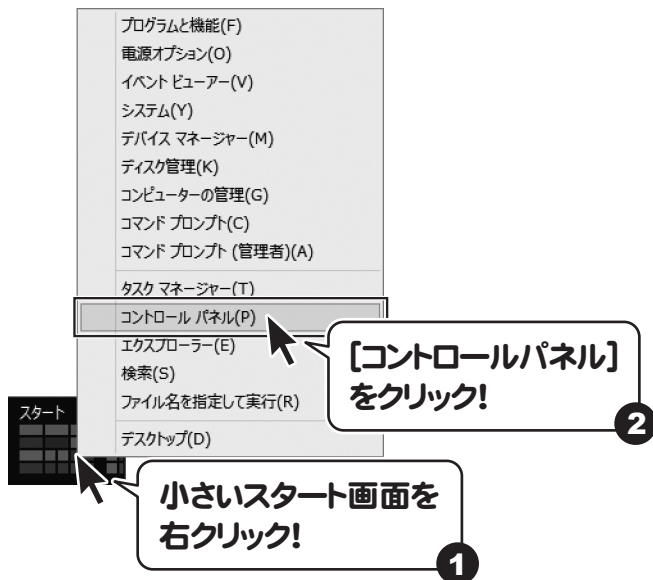 プログラムと機能(F)
電源オプション(O)
イベント ビューアー(V)
システム(Y)
デバイス マネージャー(M)
ディスク管理(K)
コンピューターの管理(G)
コマンド プロンプト(C)
コマンド プロンプト (管理者)(A)
タスク マネージャー(T)
コントロール パネル(P)
エクスプローラー(E)
検索(S)
ファイル名を指定して実行(R)
デスクトップ(D)
[コントロールパネル]
をクリック!
2
スタート
小さいスタート画面を
右クリック!
1